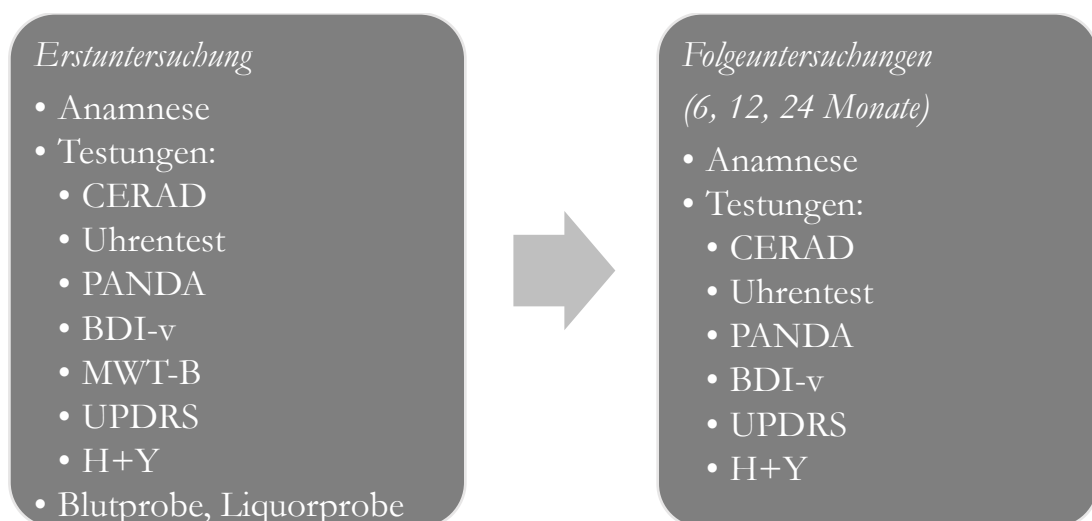 Erstuntersuchung
• Anamnese
• Testungen:
• CERAD
• Uhrentest
• PANDA
• BDI-v
• MWT-B
• UPDRS
• H+Y
• Blutprobe, Liquorprobe
Folgeuntersuchungen
(6, 12, 24 Monate)
• Anamnese
• Testungen:
• CERAD
• Uhrentest
• PANDA
• BDI-v
• UPDRS
• H+Y